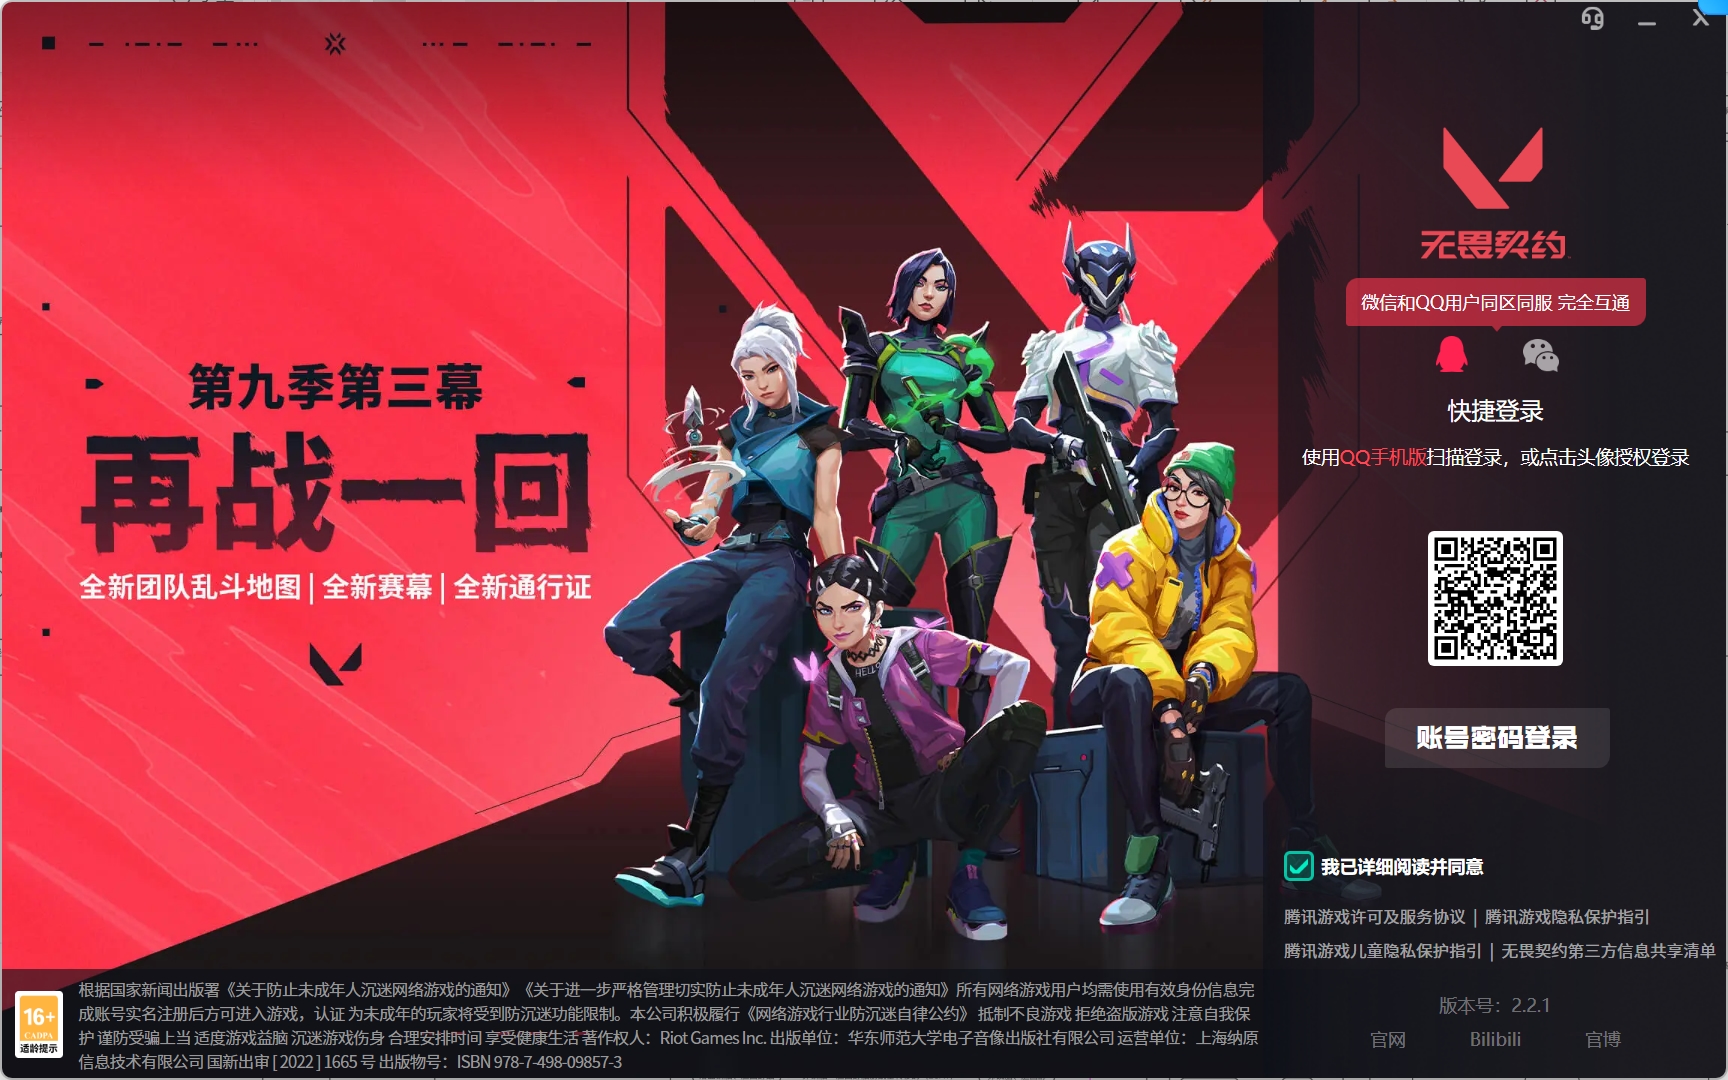 第九季第三幕
再战一回
全新团队乱斗地图 | 全新赛幕 | 全新通行证
HELLO
无畏契约
微信和QQ用户同区同服 完全互通
快捷登录
使用QQ手机版扫描登录，或点击头像授权登录
账号密码登录
我已详细阅读并同意
腾讯游戏许可及服务协议 | 腾讯游戏隐私保护指引
腾讯游戏儿童隐私保护指引 | 无畏契约第三方信息共享清单
版本号：2.2.1
官网 Bilibili 官博
16+
CADPA
适龄提示
根据国家新闻出版署《关于防止未成年人沉迷网络游戏的通知》《关于进一步严格管理切实防止未成年人沉迷网络游戏的通知》所有网络游戏用户均需使用有效身份信息完
成账号实名注册后方可进入游戏，认证 为未成年的玩家将受到防沉迷功能限制。本公司积极履行《网络游戏行业防沉迷自律公约》 抵制不良游戏 拒绝盗版游戏 注意自我保
护 谨防受骗上当 适度游戏益脑 沉迷游戏伤身 合理安排时间 享受健康生活 著作权人：Riot Games Inc. 出版单位：华东师范大学电子音像出版社有限公司 运营单位：上海纳原
信息技术有限公司 国新出审 [ 2022 ] 1665 号 出版物号：ISBN 978-7-498-09857-3